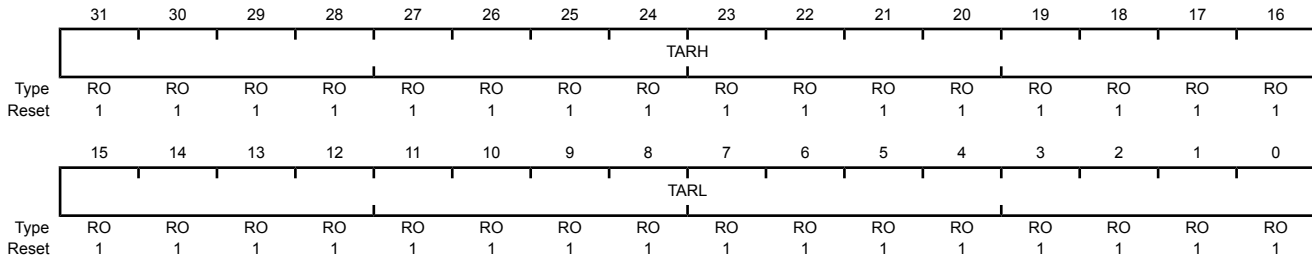 31 30 29 28 27 26 25 24 23 22 21 20 19 18 17 16
TARH
Type RO RO RO RO RO RO RO RO RO RO RO RO RO RO RO RO
Reset 1 1 1 1 1 1 1 1 1 1 1 1 1 1 1 1
15 14 13 12 11 10 9 8 7 6 5 4 3 2 1 0
TARL
Type RO RO RO RO RO RO RO RO RO RO RO RO RO RO RO RO
Reset 1 1 1 1 1 1 1 1 1 1 1 1 1 1 1 1